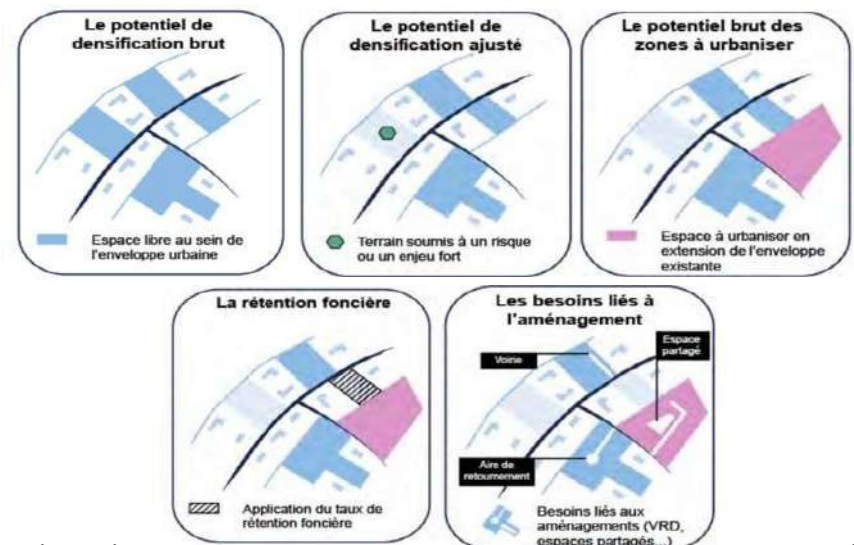 Le potentiel de
densification brut
Espace libre au sein de
l'enveloppe urbaine
Le potentiel de
densification ajusté
Terrain soumis à un risque
ou un enjeu fort
Le potentiel brut des
zones à urbaniser
Espace à urbaniser en
extension de l'enveloppe
existante
La rétention foncière
Application du taux de
rétention foncière
Les besoins liés à
l'aménagement
Voirie
Espace
partagé
Aire de
retournement
Besoins liés aux
aménagements (VRD,
espaces partagés...)